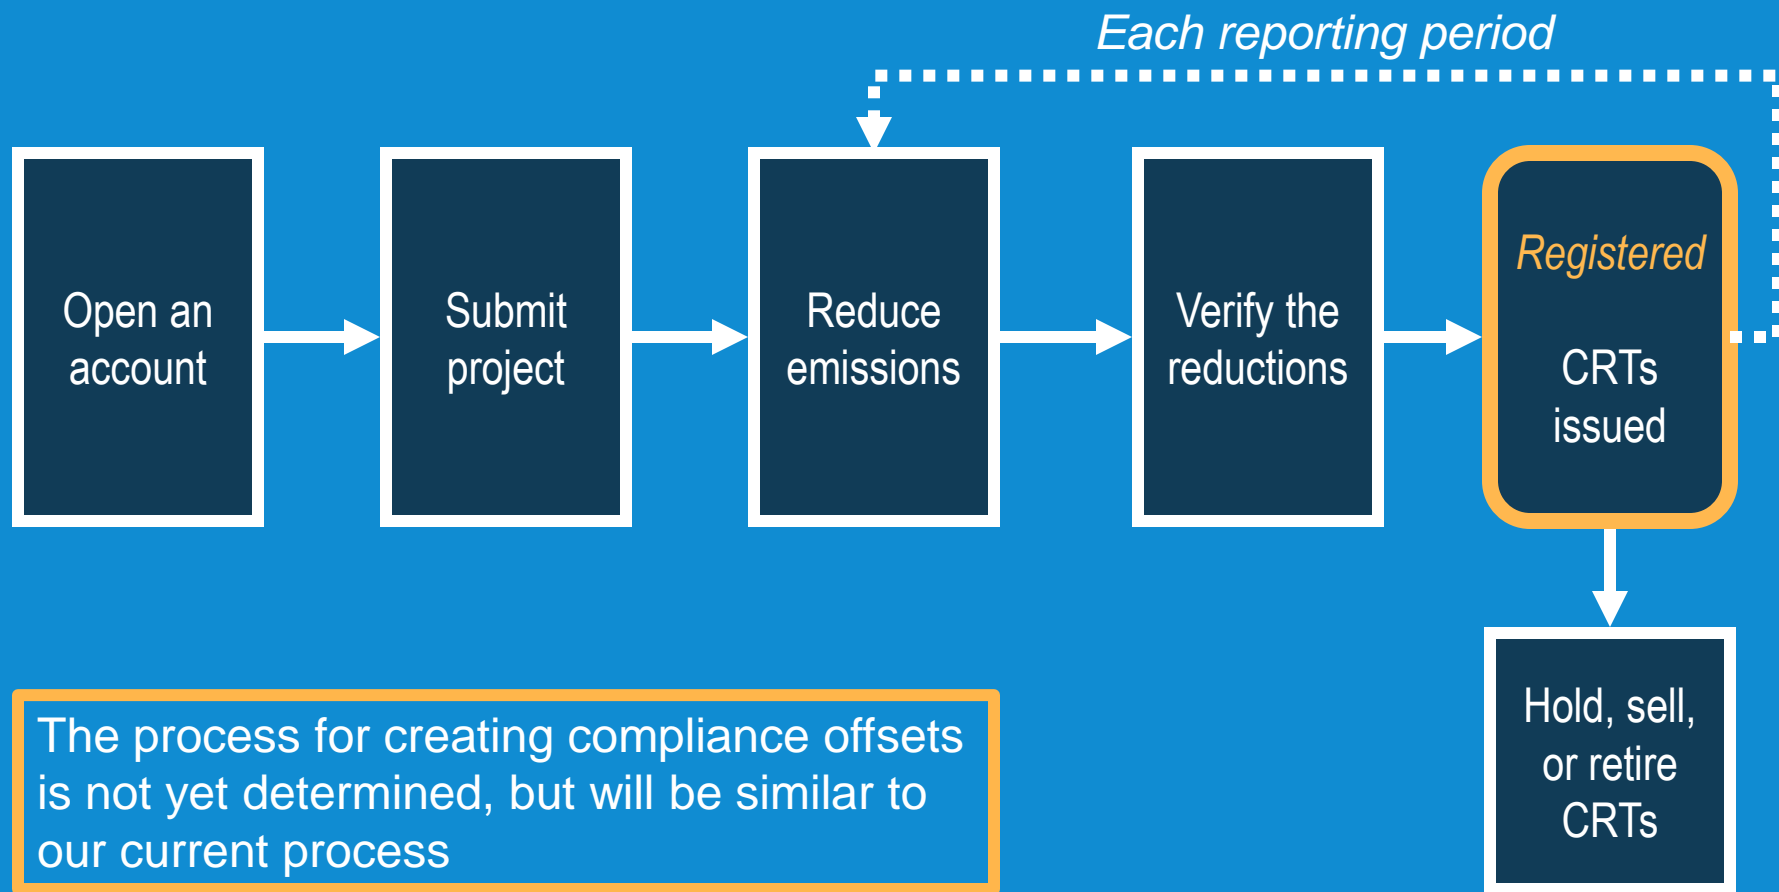 Each reporting period
Open an
account
Submit
project
Reduce
emissions
Verify the
reductions
Registered
CRTs
issued
Hold, sell,
or retire
CRTs
The process for creating compliance offsets
is not yet determined, but will be similar to
our current process